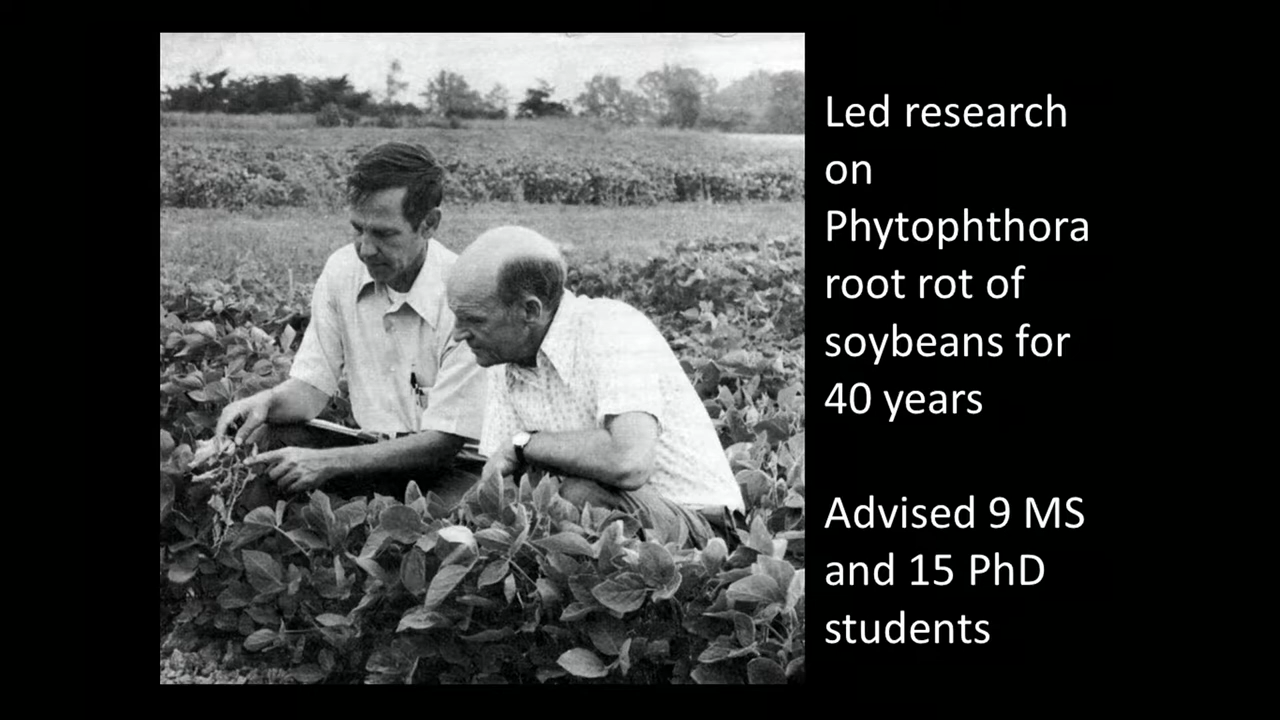 Led research
on
Phytophthora
root rot of
soybeans for
40 years
Advised 9 MS
and 15 PhD
students